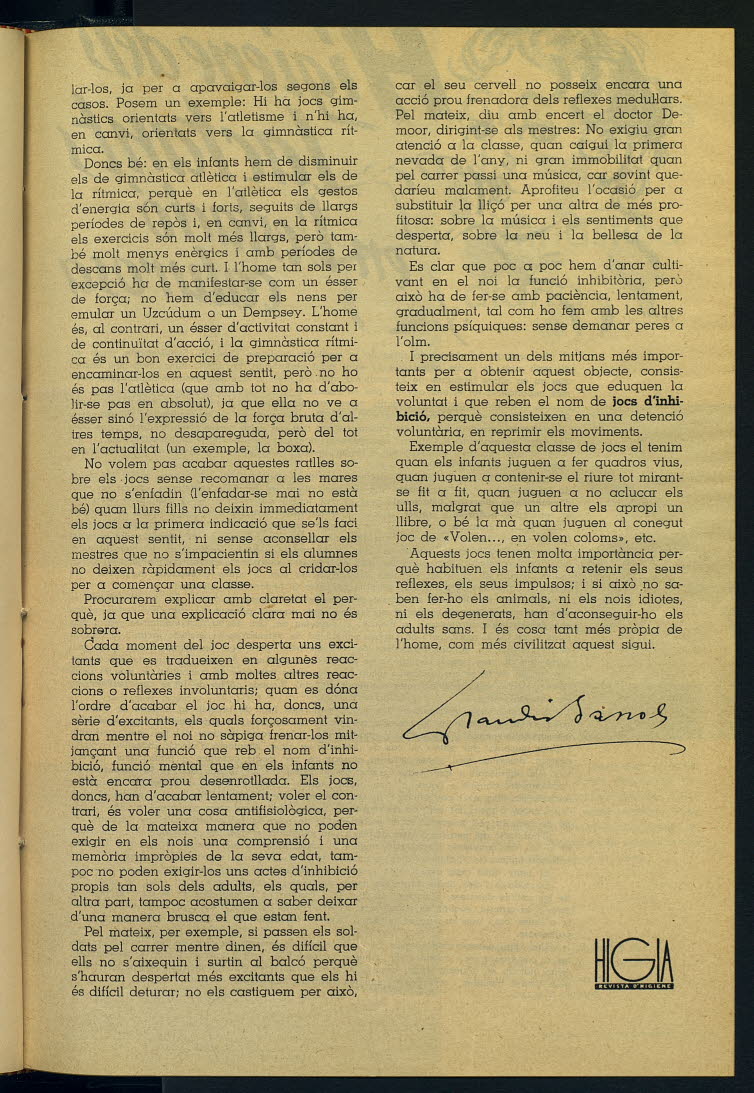 lar-los, ja per a apavaigar-los segons els
casos. Posem un exemple: Hi ha jocs gim-
nàstics orientats vers l'atletisme i n'hi ha,
en canvi, orientats vers la gimnàstica rít-
mica.
Doncs bé: en els infants hem de disminuir
els de gimnàstica atlètica i estimular els de
la rítmica, perquè en l'atlètica els gestos
d'energia són curts i forts, seguits de llargs
períodes de repòs i, en canvi, en la rítmica
els exercicis són molt més llargs, però tam-
bé molt menys enèrgics i amb períodes de
descans molt més curt. I l'home tan sols per
excepció ha de manifestar-se com un ésser
de força; no hem d'educar els nens per
emular un Uzcúdum o un Dempsey. L'home
és, al contrari, un ésser d'activitat constant i
de continuïtat d'acció, i la gimnàstica rítmi-
ca és un bon exercici de preparació per a
encaminar-los en aquest sentit, però no ho
és pas l'atlètica (que amb tot no ha d'abo-
lir-se pas en absolut), ja que ella no ve a
ésser sinó l'expressió de la força bruta d'al-
tres temps, no desapareguda, però del tot
en l'actualitat (un exemple, la boxa).
No volem pas acabar aquestes ratlles so-
bre els jocs sense recomanar a les mares
que no s'enfadin (l'enfadar-se mai no està
bé) quan llurs fills no deixin immediatament
els jocs a la primera indicació que se'ls faci
en aquest sentit, ni sense aconsellar els
mestres que no s'impacientin si els alumnes
no deixen ràpidament els jocs al cridar-los
per a començar una classe.
Procurarem explicar amb claretat el per-
què, ja que una explicació clara mai no és
sobrera.
Cada moment del joc desperta uns exci-
tants que es tradueixen en algunes reac-
cions voluntàries i amb moltes altres reac-
cions o reflexes involuntaris; quan es dóna
l'ordre d'acabar el joc hi ha, doncs, una
sèrie d'excitants, els quals forçosament vin-
dran mentre el noi no sàpiga frenar-los mit-
jançant una funció que reb el nom d'inhi-
bició, funció mental que en els infants no
està encara prou desenrotllada. Els jocs,
doncs, han d'acabar lentament; voler el con-
trari, és voler una cosa antifisiològica, per-
què de la mateixa manera que no poden
exigir en els nois una comprensió i una
memòria impròpies de la seva edat, tam-
poc no poden exigir-los uns actes d'inhibició
propis tan sols dels adults, els quals, per
altra part, tampoc acostumen a saber deixar
d'una manera brusca el que estan fent.
Pel mateix, per exemple, si passen els sol-
dats pel carrer mentre dinen, és difícil que
ells no s'aixequin i surtin al balcó perquè
s'hauran despertat més excitants que els hi
és difícil deturar; no els castiguem per això,
car el seu cervell no posseix encara una
acció prou frenadora dels reflexes medul·lars.
Pel mateix, diu amb encert el doctor De-
moor, dirigint-se als mestres: No exigiu gran
atenció a la classe, quan caigui la primera
nevada de l'any, ni gran immobilitat quan
pel carrer passi una música, car sovint que-
daríeu malament. Aprofiteu l'ocasió per a
substituir la lliçó per una altra de més pro-
fitosa: sobre la música i els sentiments que
desperta, sobre la neu i la bellesa de la
natura.
Es clar que poc a poc hem d'anar culti-
vant en el noi la funció inhibitòria, però
això ha de fer-se amb paciència, lentament,
gradualment, tal com ho fem amb les altres
funcions psíquiques: sense demanar peres a
l'olm.
I precisament un dels mitjans més impor-
tants per a obtenir aquest objecte, consis-
teix en estimular els jocs que eduquen la
voluntat i que reben el nom de jocs d'inhi-
bició, perquè consisteixen en una detenció
voluntària, en reprimir els moviments.
Exemple d'aquesta classe de jocs el tenim
quan els infants juguen a fer quadros vius,
quan juguen a contenir-se el riure tot mirant-
se fit a fit, quan juguen a no aclucar els
ulls, malgrat que un altre els apropi un
llibre, o bé la mà quan juguen al conegut
joc de «Volen..., en volen coloms», etc.
Aquests jocs tenen molta importància per-
què habituen els infants a retenir els seus
reflexes, els seus impulsos; i si això no sa-
ben fer-ho els animals, ni els nois idiotes,
ni els degenerats, han d'aconseguir-ho els
adults sans. I és cosa tant més pròpia de
l'home, com més civilitzat aquest sigui.
HIGIA
REVISTA D'HIGIENE